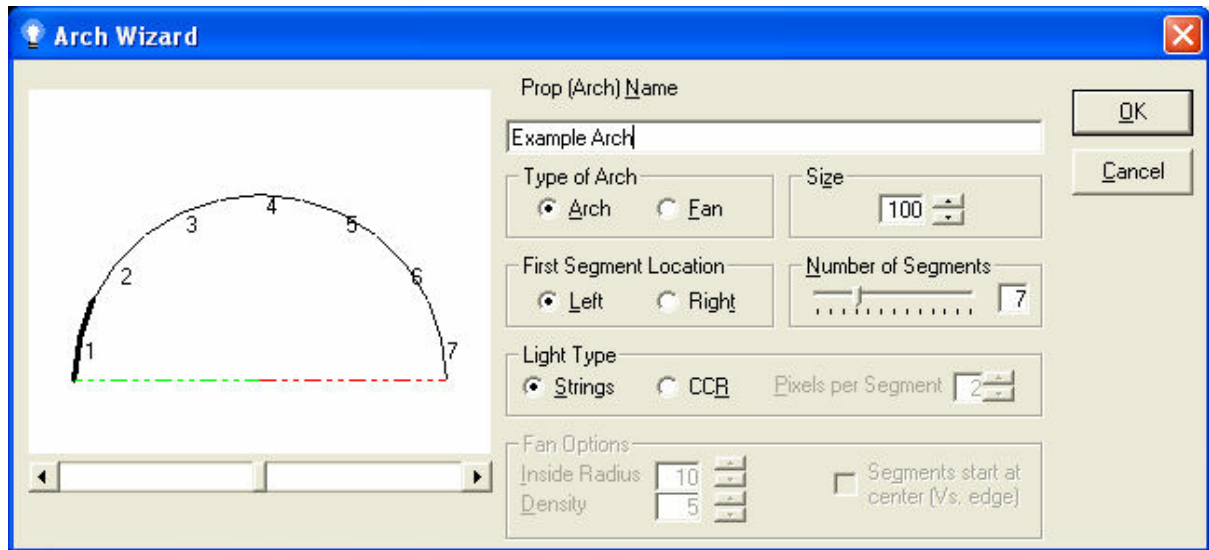 Arch Wizard
Prop (Arch) Name
Example Arch
OK
Cancel
Type of Arch
Arch Fan
Size
100
First Segment Location
Left Right
Number of Segments
7
Light Type
Strings CCR Pixels per Segment 2
Fan Options
Inside Radius 10
Density 5
Segments start at
center (Vs. edge)
1
2
3
4
5
6
7